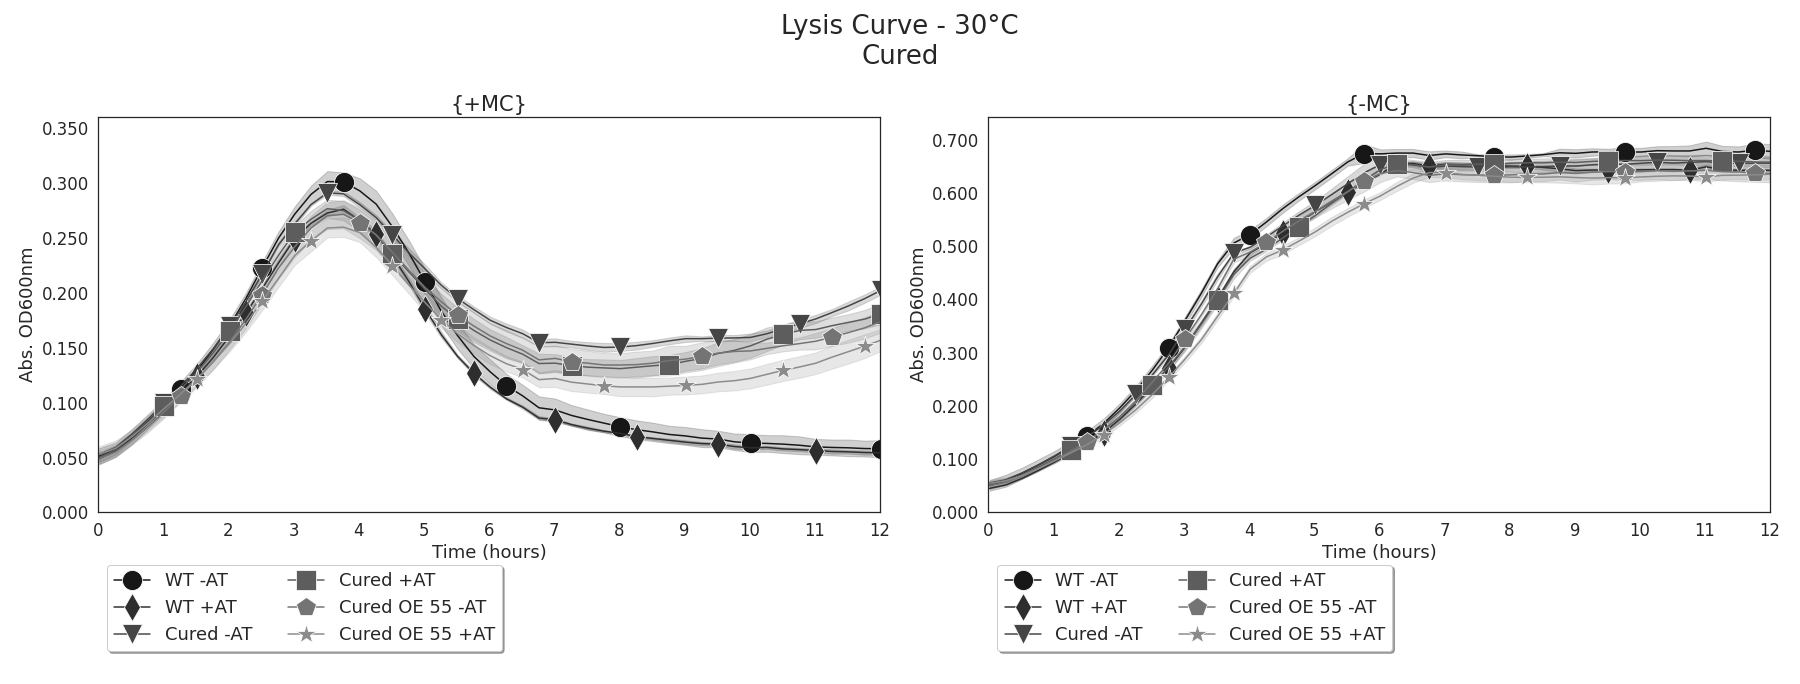 Lysis Curve - 30°C
Cured
{+MC}
0.350
0.300
0.250
0.200
0.150
0.100
0.050
0.000
Abs. OD600nm
0 1 2 3 4 5 6 7 8 9 10 11 12
Time (hours)
WT -AT
WT +AT
Cured -AT
Cured +AT
Cured OE 55 -AT
Cured OE 55 +AT
{-MC}
0.700
0.600
0.500
0.400
0.300
0.200
0.100
0.000
Abs. OD600nm
0 1 2 3 4 5 6 7 8 9 10 11 12
Time (hours)
WT -AT
WT +AT
Cured -AT
Cured +AT
Cured OE 55 -AT
Cured OE 55 +AT